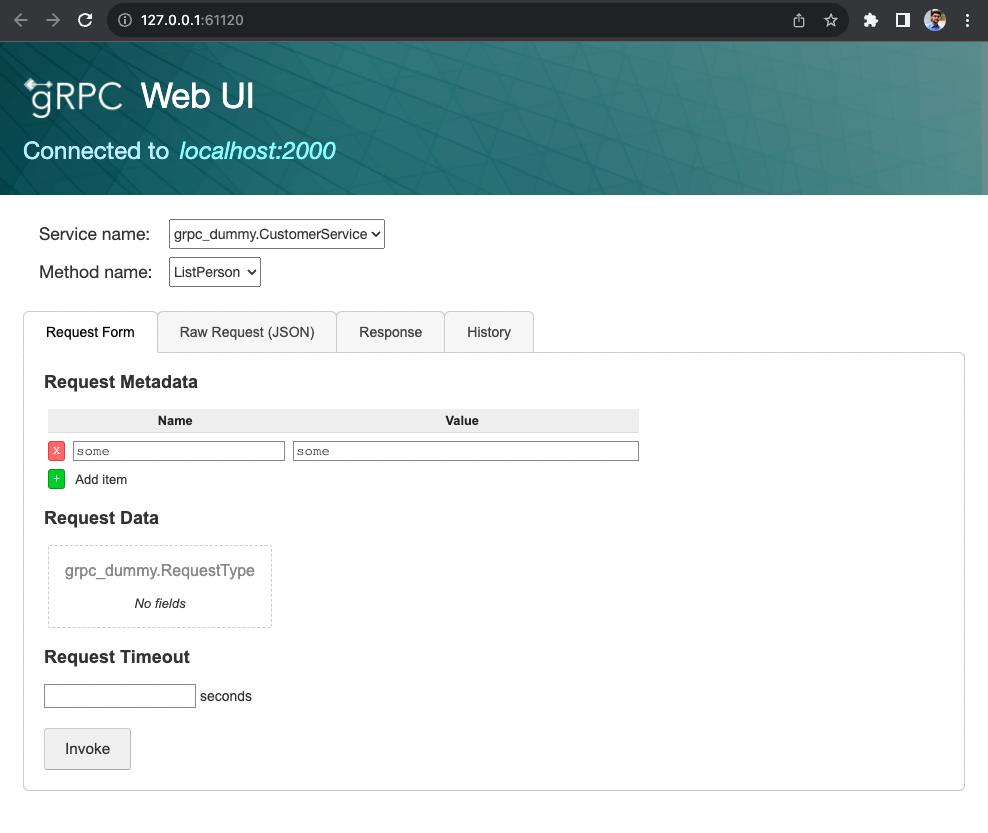 127.0.0.1:61120
gRPC Web UI
Connected to localhost:2000
Service name: grpc_dummy.CustomerService
Method name: ListPerson
Request Form Raw Request (JSON) Response History
Request Metadata
Name Value
x some some
+ Add item
Request Data
grpc_dummy.RequestType
No fields
Request Timeout
seconds
Invoke